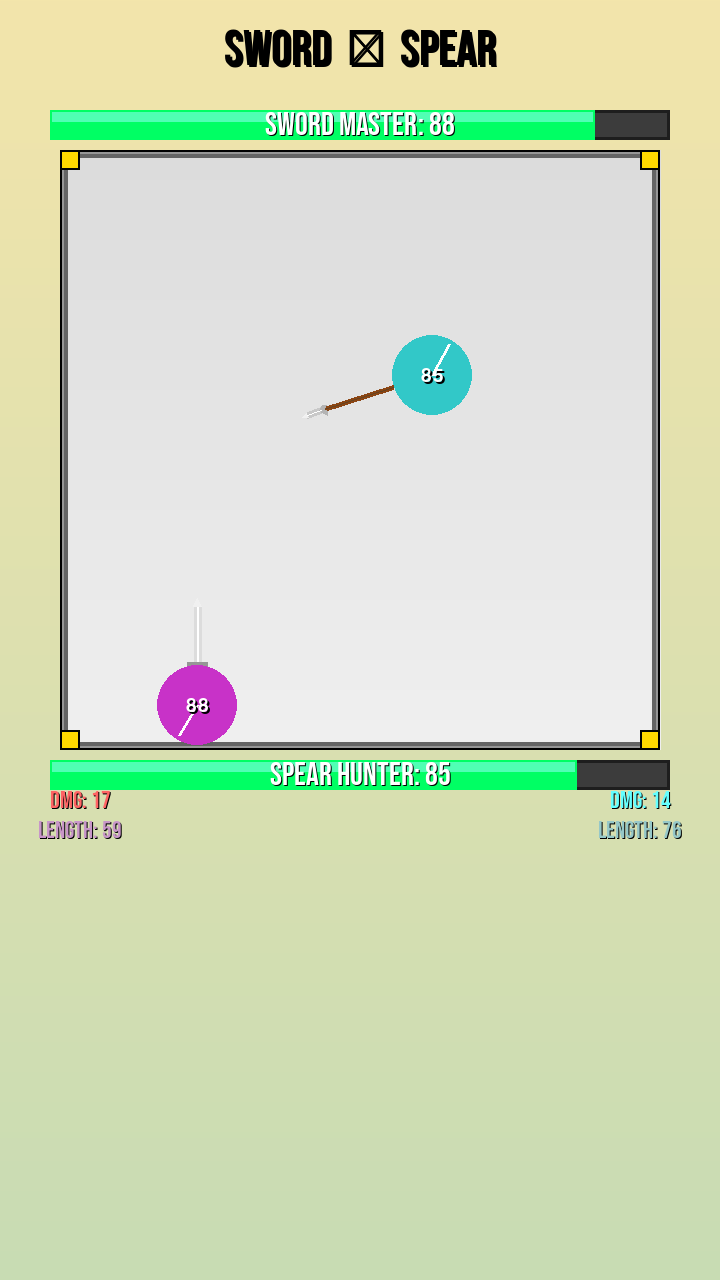 SWORD ☒ SPEAR
SWORD MASTER: 88
85
88
SPEAR HUNTER: 85
DMG: 17
DMG: 14
LENGTH: 59
LENGTH: 76